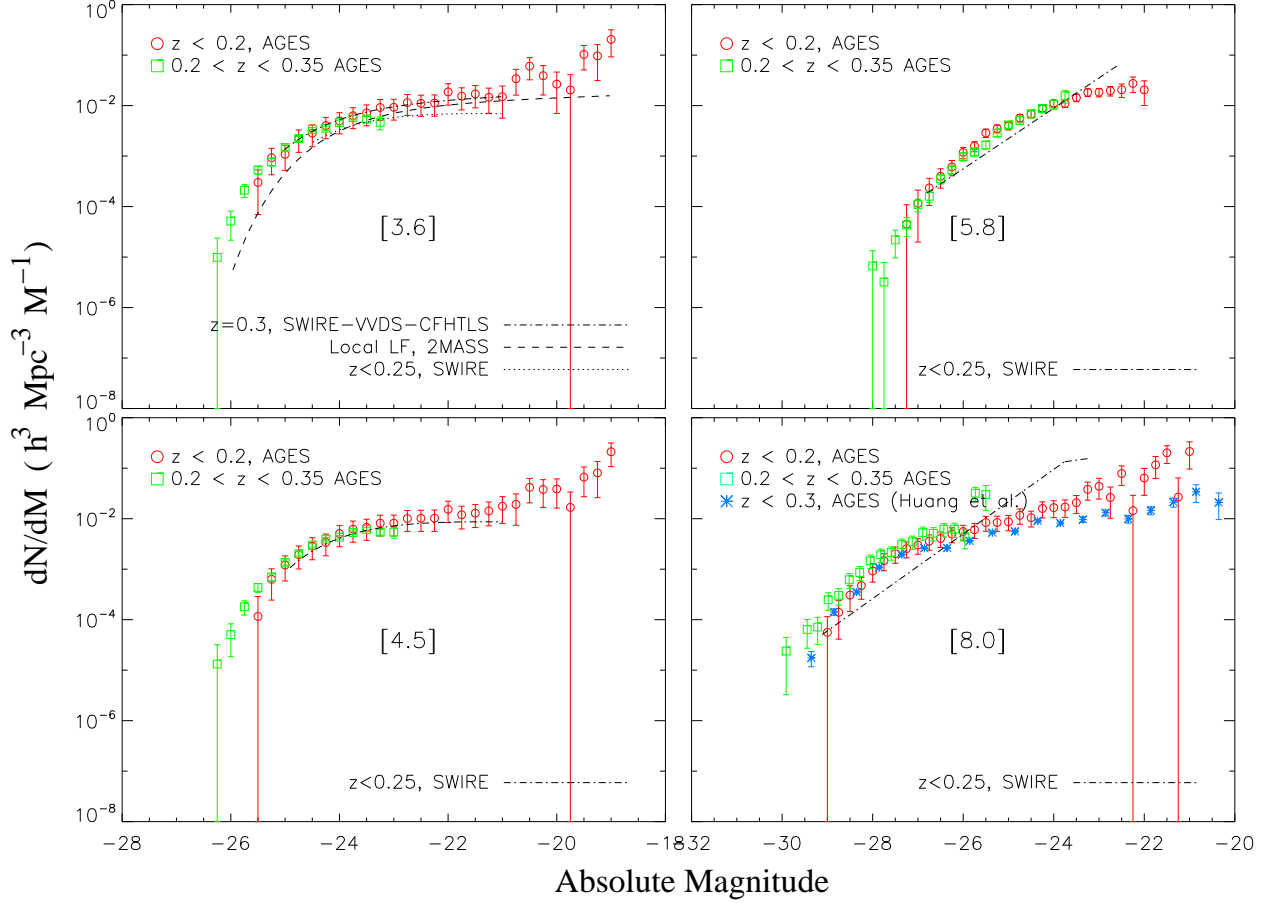 10⁰
10⁻²
10⁻⁴
10⁻⁶
10⁻⁸
z < 0.2, AGES
0.2 < z < 0.35 AGES
[3.6]
z=0.3, SWIRE-VVDS-CFHTLS
Local LF, 2MASS
z<0.25, SWIRE
z < 0.2, AGES
0.2 < z < 0.35 AGES
[5.8]
z<0.25, SWIRE
10⁰
10⁻²
10⁻⁴
10⁻⁶
10⁻⁸
z < 0.2, AGES
0.2 < z < 0.35 AGES
[4.5]
z<0.25, SWIRE
-28 -26 -24 -22 -20 -18
z < 0.2, AGES
0.2 < z < 0.35 AGES
z < 0.3, AGES (Huang et al.)
[8.0]
z<0.25, SWIRE
-32 -30 -28 -26 -24 -22 -20
Absolute Magnitude
dN/dM ( h³ Mpc⁻³ M⁻¹)